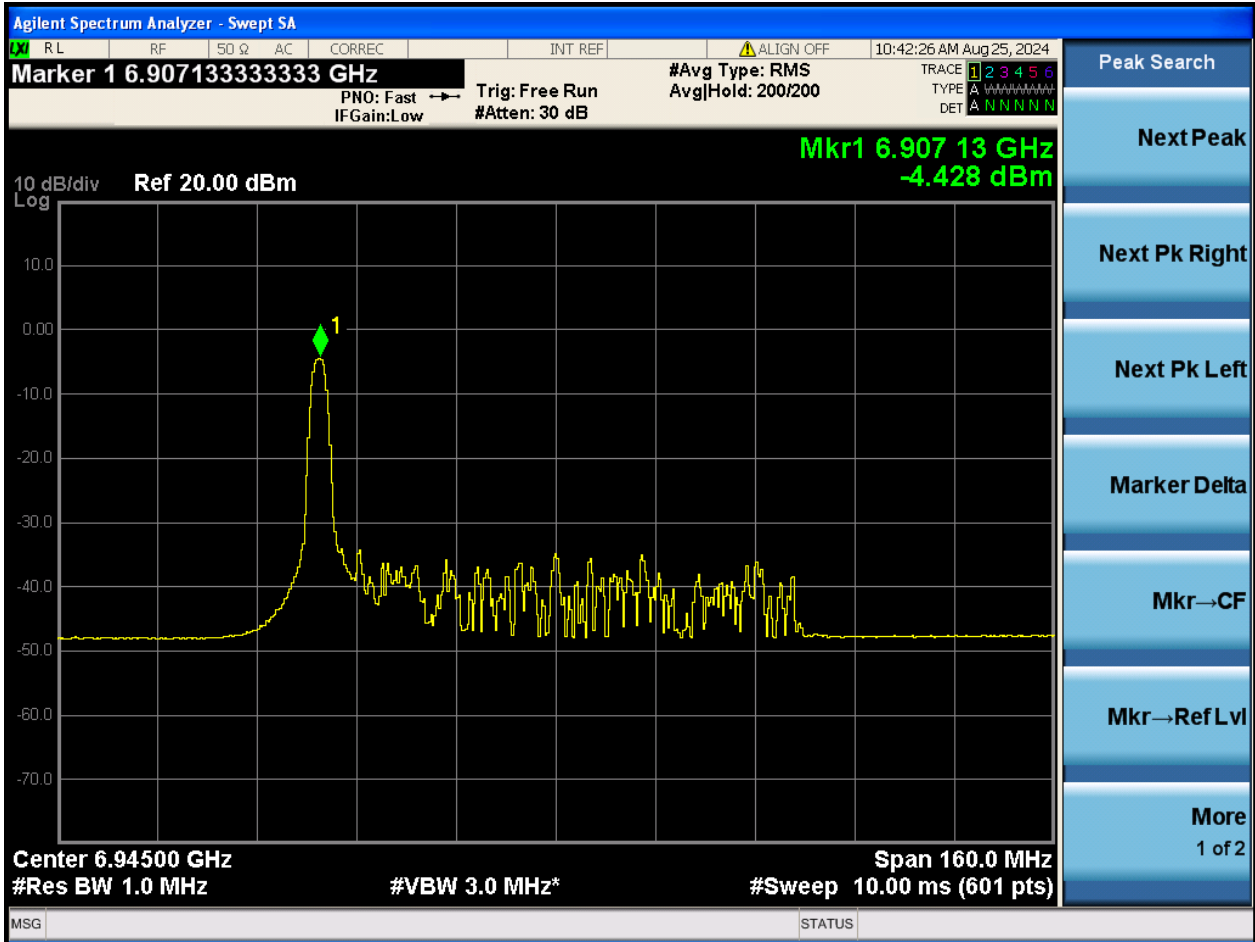 Agilent Spectrum Analyzer - Swept SA
LXI RL RF 50 Ω AC CORREC INT REF ALIGN OFF 10:42:26 AM Aug 25, 2024
Marker 1 6.907133333333 GHz
PNO: Fast
IFGain:Low
Trig: Free Run
#Atten: 30 dB
#Avg Type: RMS
Avg|Hold: 200/200
TRACE 1 2 3 4 5 6
TYPE A WWWWW
DET A N N N N N
Mkr1 6.907 13 GHz
-4.428 dBm
10 dB/div Ref 20.00 dBm
Log
10.0
0.00
-10.0
-20.0
-30.0
-40.0
-50.0
-60.0
-70.0
1
Center 6.94500 GHz Span 160.0 MHz
#Res BW 1.0 MHz #VBW 3.0 MHz* #Sweep 10.00 ms (601 pts)
MSG STATUS
Peak Search
Next Peak
Next Pk Right
Next Pk Left
Marker Delta
Mkr→CF
Mkr→Ref Lvl
More
1 of 2